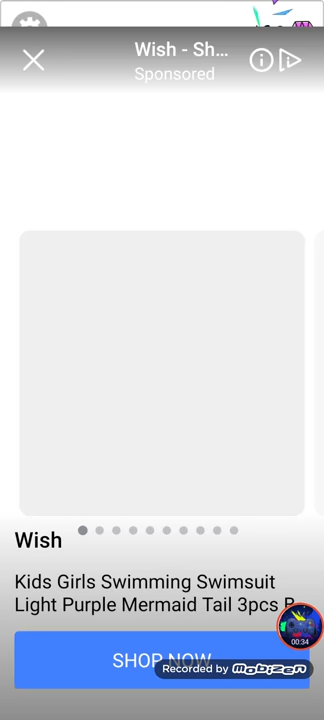 Wish - Sh...
Sponsored
Wish
Kids Girls Swimming Swimsuit
Light Purple Mermaid Tail 3pcs
SHOP NOW
Recorded by MOBIZEN
00:34